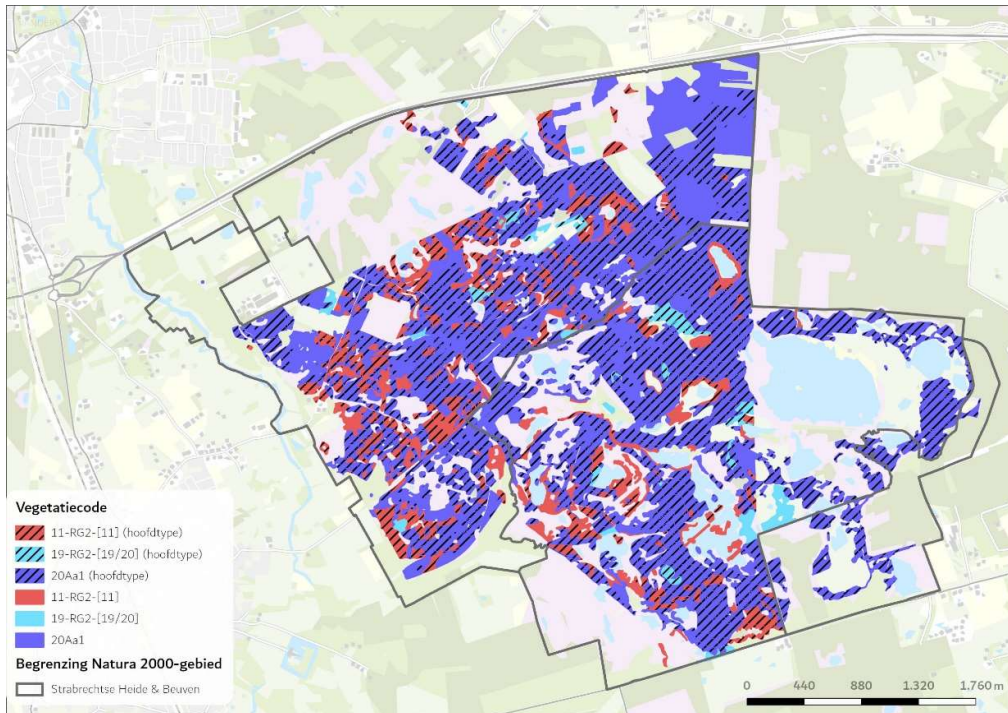 Vegetatiecode
11-RG2-[11] (hoofdtype)
19-RG2-[19/20] (hoofdtype)
20Aa1 (hoofdtype)
11-RG2-[11]
19-RG2-[19/20]
20Aa1
Begrenzing Natura 2000-gebied
Strabrechtse Heide & Beuven
0 440 880 1.320 1.760 m